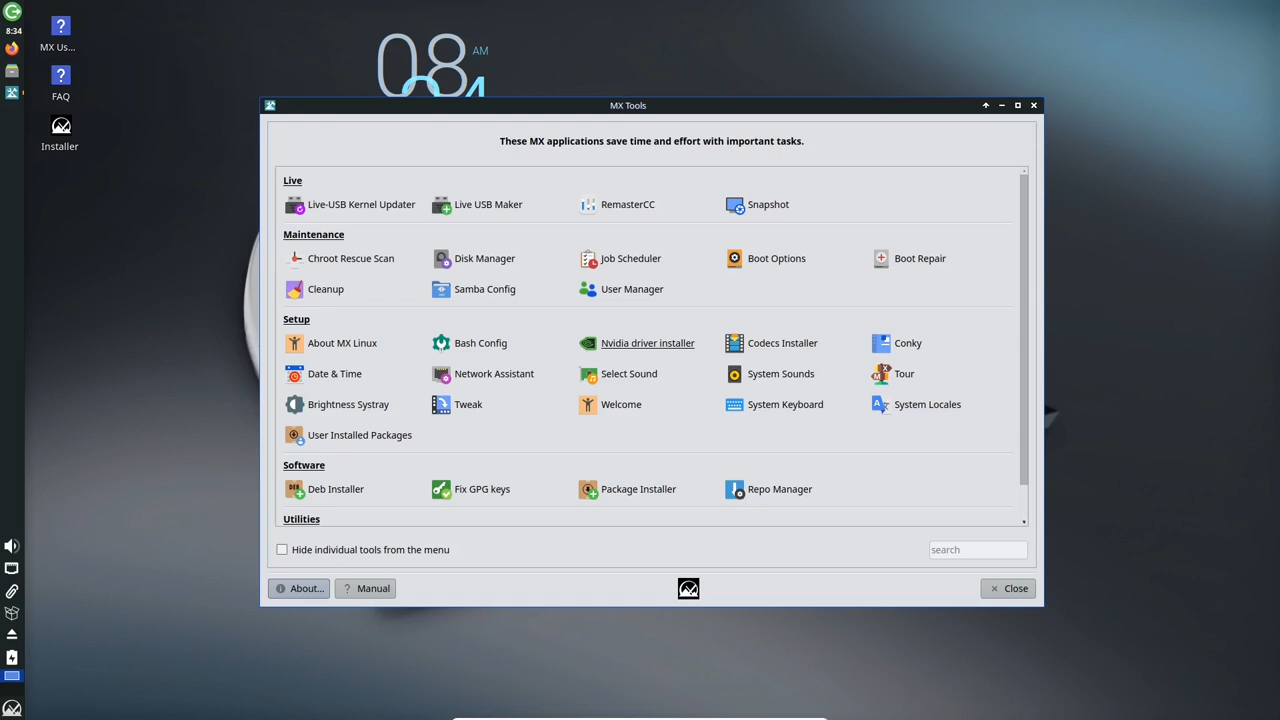 8:34
MX Us...
FAQ
Installer
08 AM
MX Tools
These MX applications save time and effort with important tasks.
Live
Live-USB Kernel Updater Live USB Maker RemasterCC Snapshot
Maintenance
Chroot Rescue Scan Disk Manager Job Scheduler Boot Options Boot Repair
Cleanup Samba Config User Manager
Setup
About MX Linux Bash Config Nvidia driver installer Codecs Installer Conky
Date & Time Network Assistant Select Sound System Sounds Tour
Brightness Systray Tweak Welcome System Keyboard System Locales
User Installed Packages
Software
Deb Installer Fix GPG keys Package Installer Repo Manager
Utilities
Hide individual tools from the menu search
About... ? Manual Close